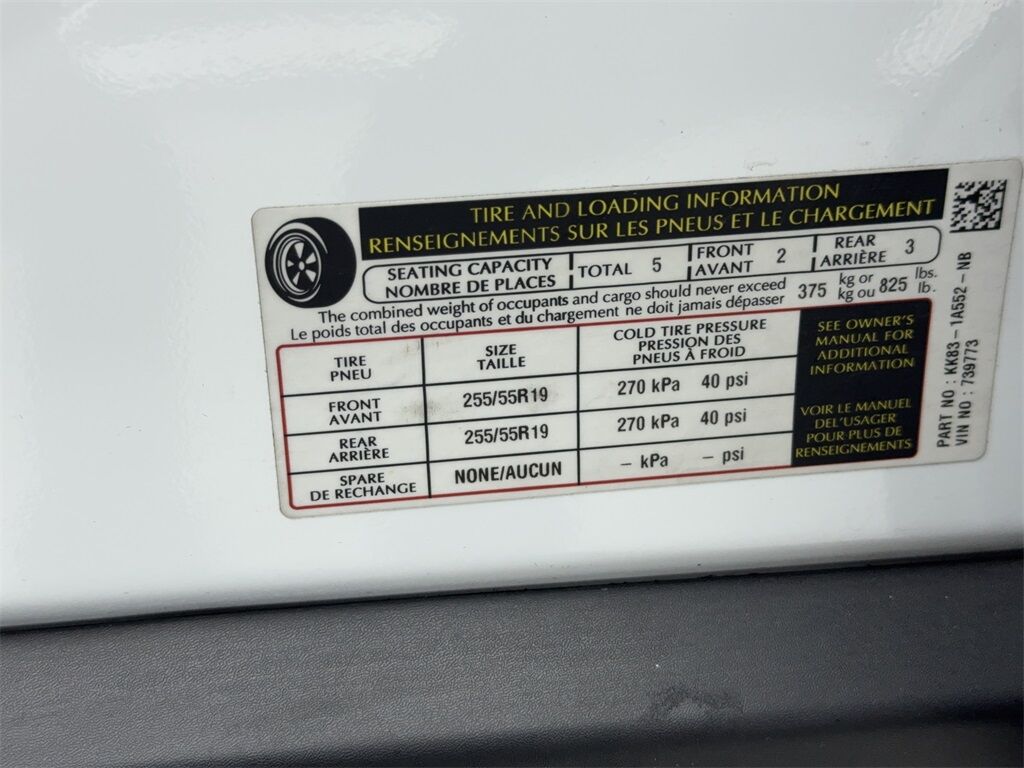 TIRE AND LOADING INFORMATION
RENSEIGNEMENTS SUR LES PNEUS ET LE CHARGEMENT
SEATING CAPACITY
NOMBRE DE PLACES
TOTAL 5
FRONT
AVANT
2
REAR
ARRIÈRE
3
The combined weight of occupants and cargo should never exceed
Le poids total des occupants et du chargement ne doit jamais dépasser
375
kg or
kg ou
825
lbs.
lb.
TIRE
PNEU
SIZE
TAILLE
COLD TIRE PRESSURE
PRESSION DES
PNEUS À FROID
FRONT
AVANT
255/55R19
270 kPa 40 psi
REAR
ARRIÈRE
255/55R19
270 kPa 40 psi
SPARE
DE RECHANGE
NONE/AUCUN
– kPa – psi
SEE OWNER'S
MANUAL FOR
ADDITIONAL
INFORMATION
VOIR LE MANUEL
DEL'USAGER
POUR PLUS DE
RENSEIGNEMENTS
PART NO : KK83-1A552-NB
VIN NO : 739773